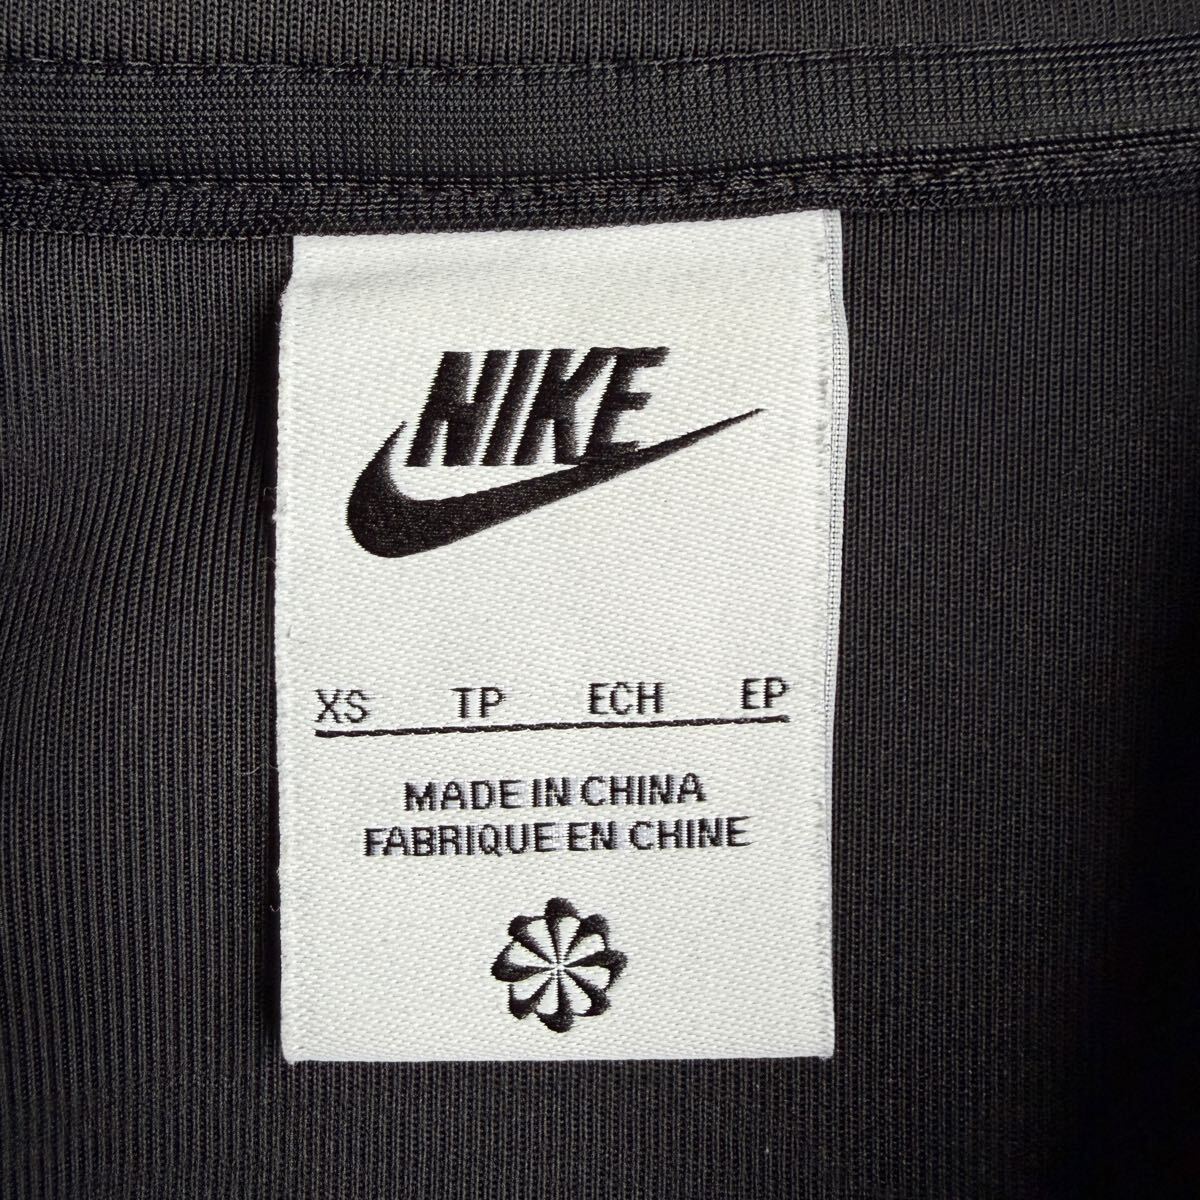 NIKE
XS TP ECH EP
MADE IN CHINA
FABRIQUE EN CHINE